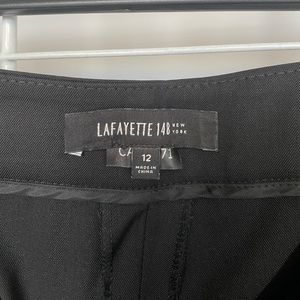 LAFAYETTE 148 NEW YORK
12
MADE IN
CHINA